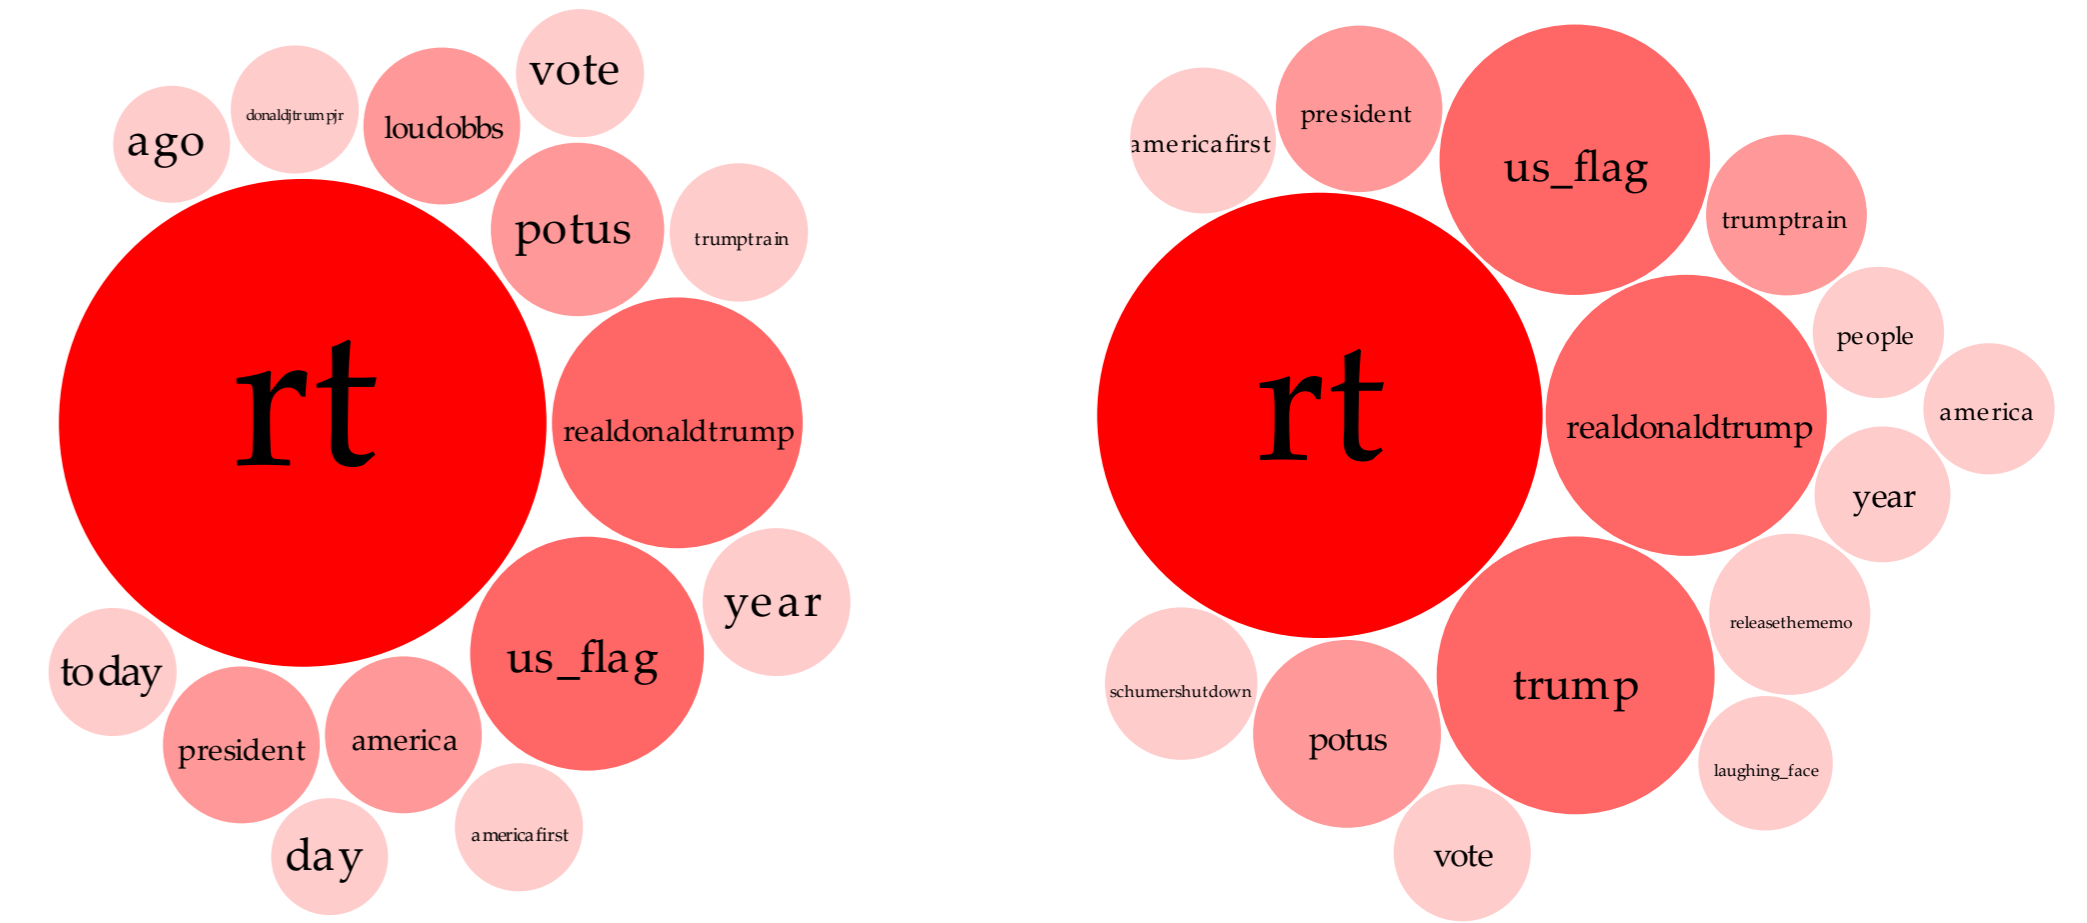 vote
donaldjtrumpjr
loudobbs
ago
potus
trumptrain
rt
realdonaldtrump
year
us_flag
today
president
america
americafirst
day
president
americafirst
us_flag
trumptrain
people
rt
america
realdonaldtrump
year
releasethememo
schumershutdown
trump
potus
laughing_face
vote